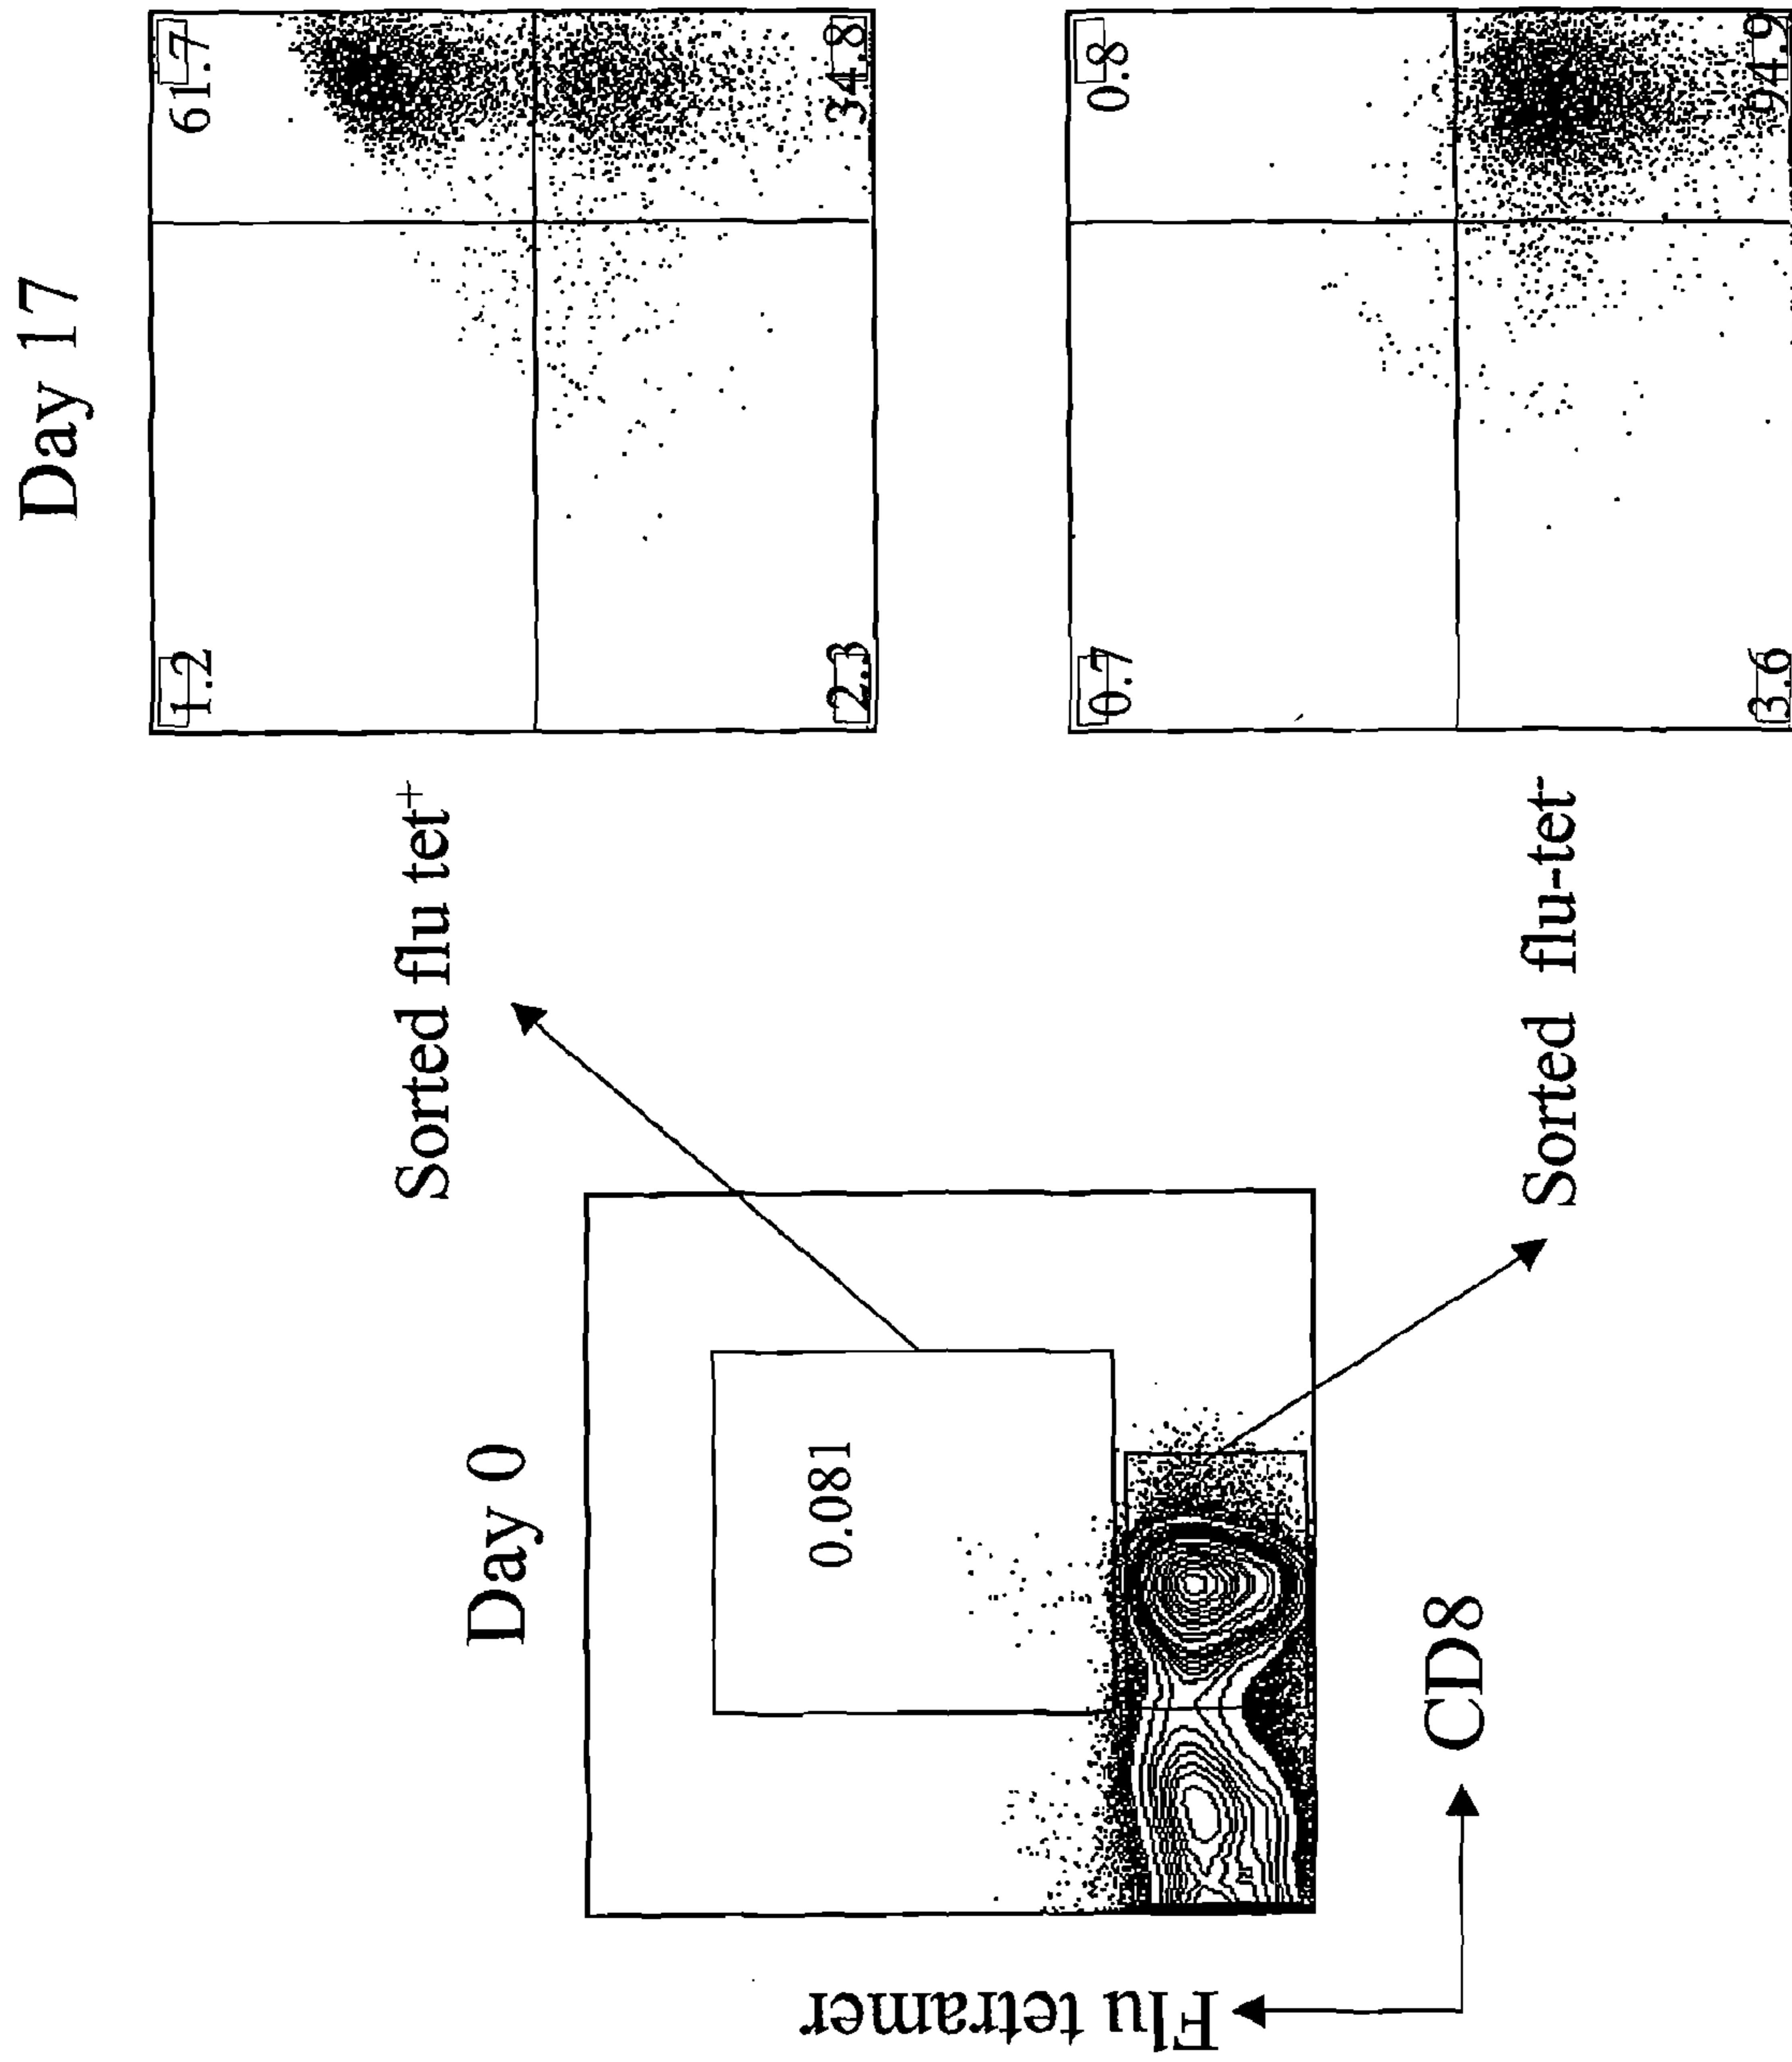 Day 0
0.081
Flu tetramer
CD8
Sorted flu tet⁺
Sorted flu-tet⁻
Day 17
1.2
61.7
2.3
34.8
0.7
0.8
3.6
94.9